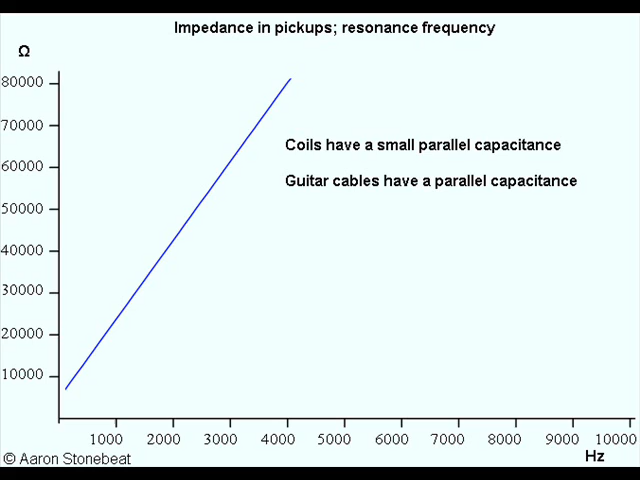 Impedance in pickups; resonance frequency
Ω
80000
70000
60000
50000
40000
30000
20000
10000
Coils have a small parallel capacitance
Guitar cables have a parallel capacitance
1000 2000 3000 4000 5000 6000 7000 8000 9000 10000
Hz
© Aaron Stonebeat